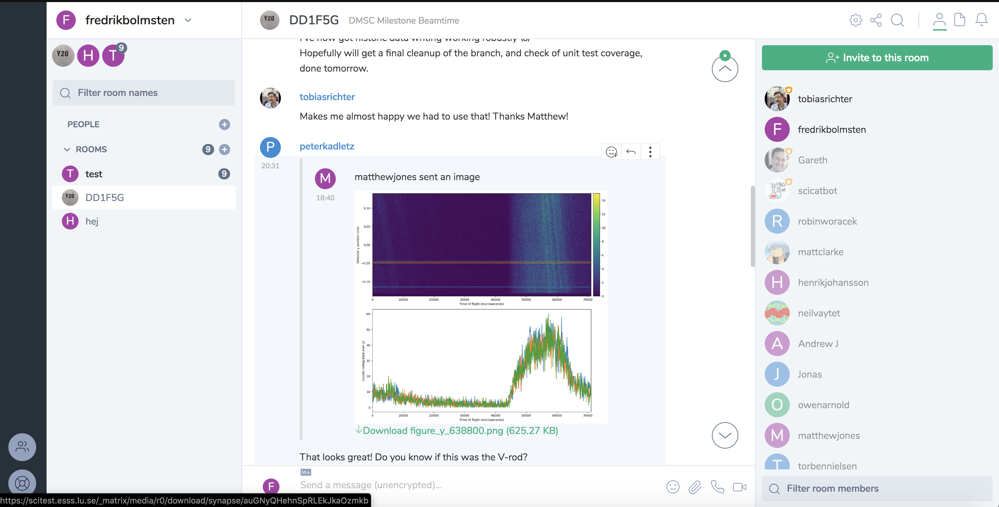 F fredrikbolmsten
V20 DD1F5G DMSC Milestone Beamtime
V20 H T 9
Filter room names
PEOPLE
ROOMS 9
T test 9
V20 DD1F5G
H hej
I've now got historic data writing working robustly \o/
Hopefully will get a final cleanup of the branch, and check of unit test coverage,
done tomorrow.
tobiasrichter
Makes me almost happy we had to use that! Thanks Matthew!
P peterkadletz
20:31
M matthewjones sent an image
18:40
Detector y position (cm)
0.10
0.05
0.00
−0.05
−0.10
14
12
10
8
6
4
2
0
0 10000 20000 30000 40000 50000 60000 70000
Time of flight (microseconds)
Counts (integrated over y)
60
50
40
30
20
10
0
0 10000 20000 30000 40000 50000 60000 70000
Time of flight (microseconds)
Download figure_y_638800.png (625.27 KB)
That looks great! Do you know if this was the V-rod?
M↓
F Send a message (unencrypted)...
Invite to this room
tobiasrichter
F fredrikbolmsten
Gareth
SciCat scicatbot
R robinworacek
mattclarke
H henrikjohansson
neilvaytet
A Andrew J
J Jonas
O owenarnold
M matthewjones
T torbennielsen
Filter room members
https://scitest.esss.lu.se/_matrix/media/r0/download/synapse/auGNyQHehnSpRLEkJkaOzmkb